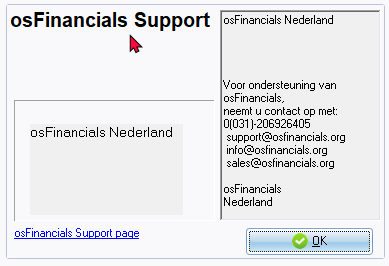 osFinancials Support
osFinancials Nederland
osFinancials Support page
osFinancials Nederland
Voor ondersteuning van
osFinancials,
neemt u contact op met:
0(031)-206926405
support@osfinancials.org
info@osfinancials.org
sales@osfinancials.org
osFinancials
Nederland
OK